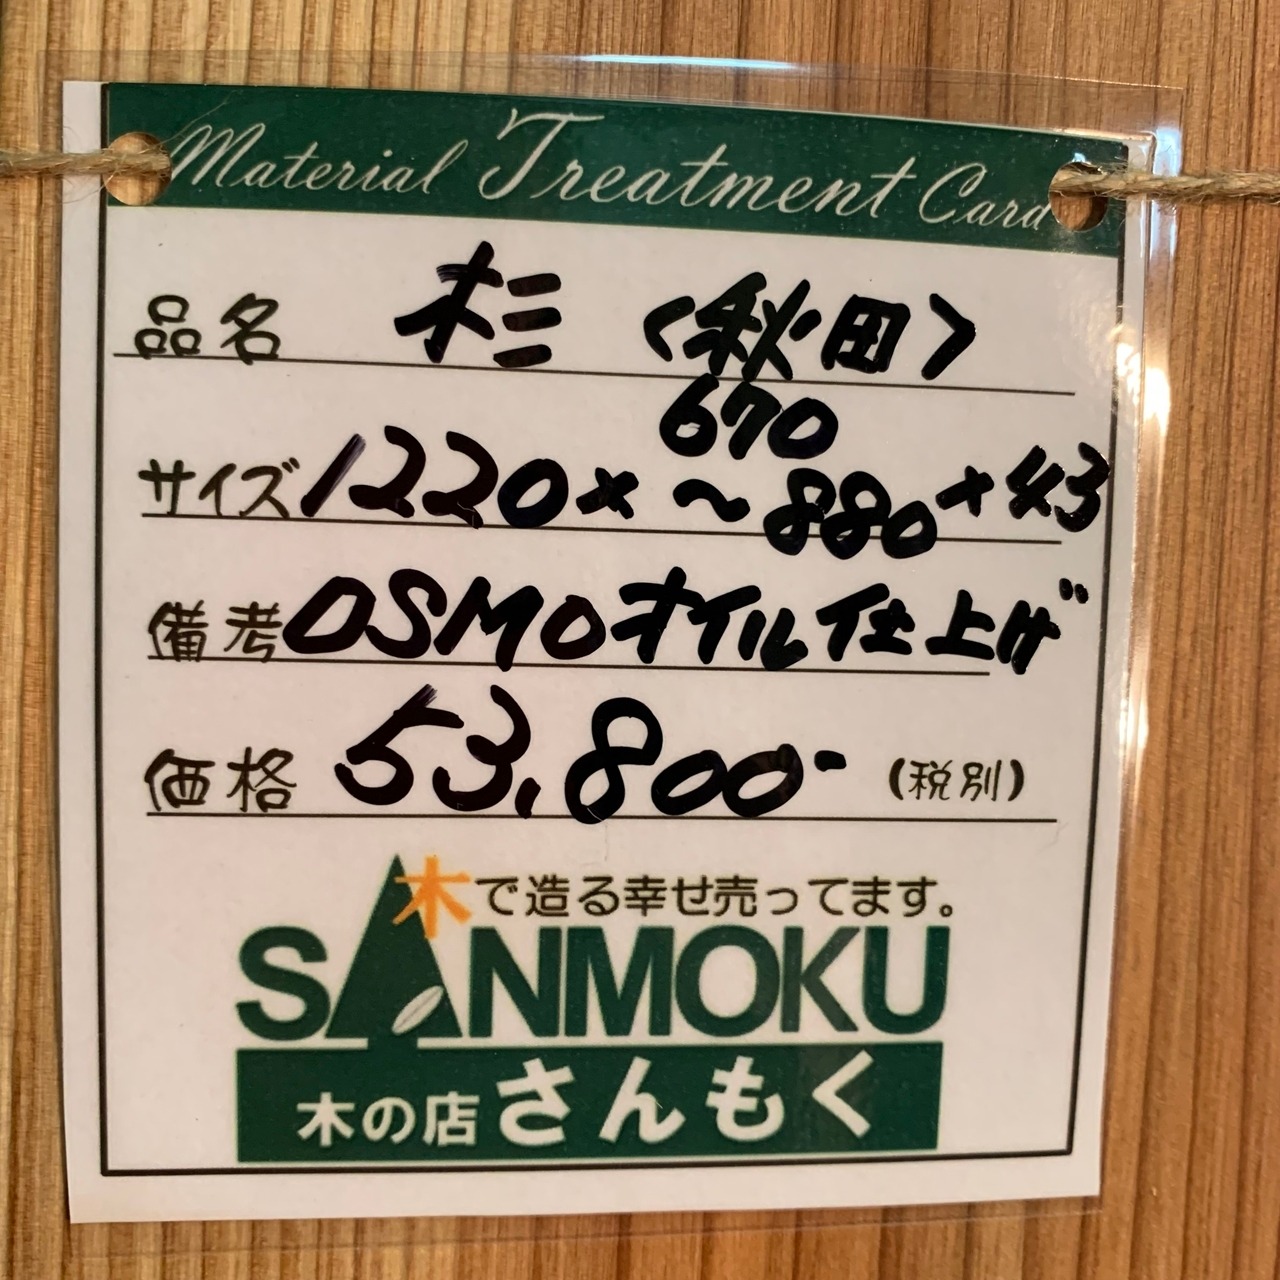 Material Treatment Card
品名 杉 〈秋田〉
670
サイズ 1220× ～880×43
備考 OSMOオイル仕上げ
価格 53,800- (税別)
木で造る幸せ売ってます。
SANMOKU
木の店さんもく